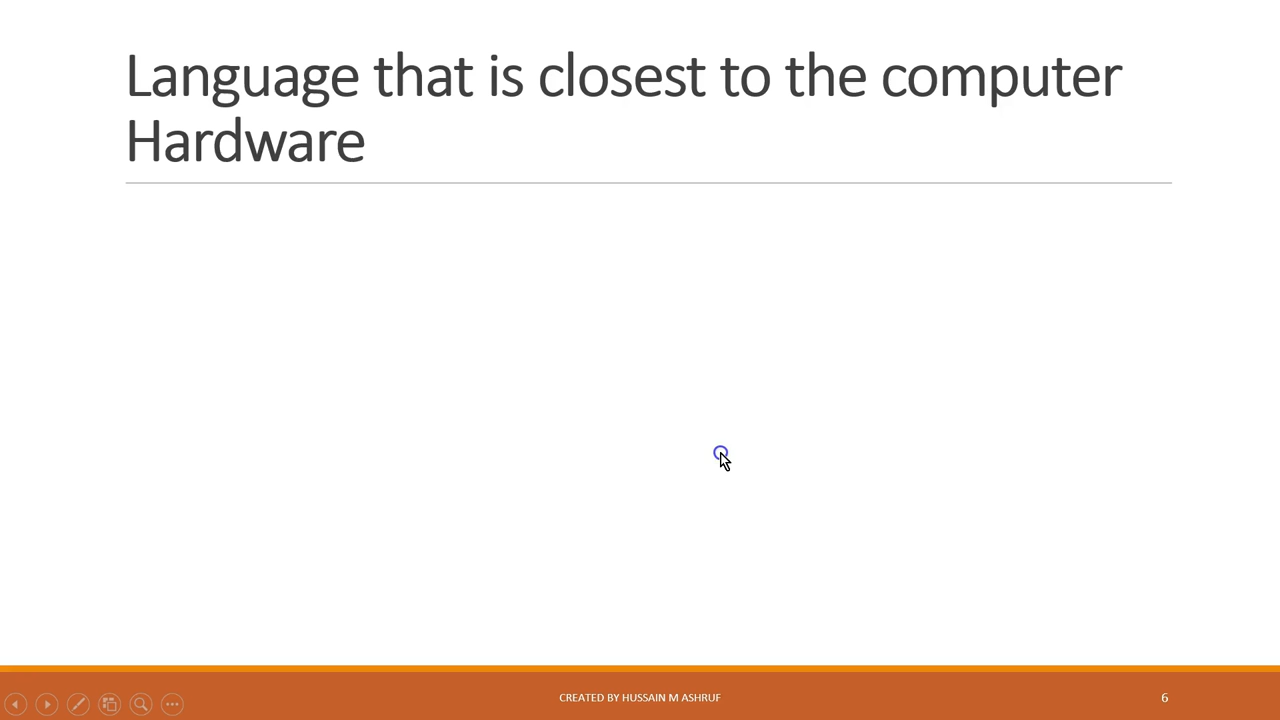 Language that is closest to the computer
Hardware
CREATED BY HUSSAIN M ASHRUF
6